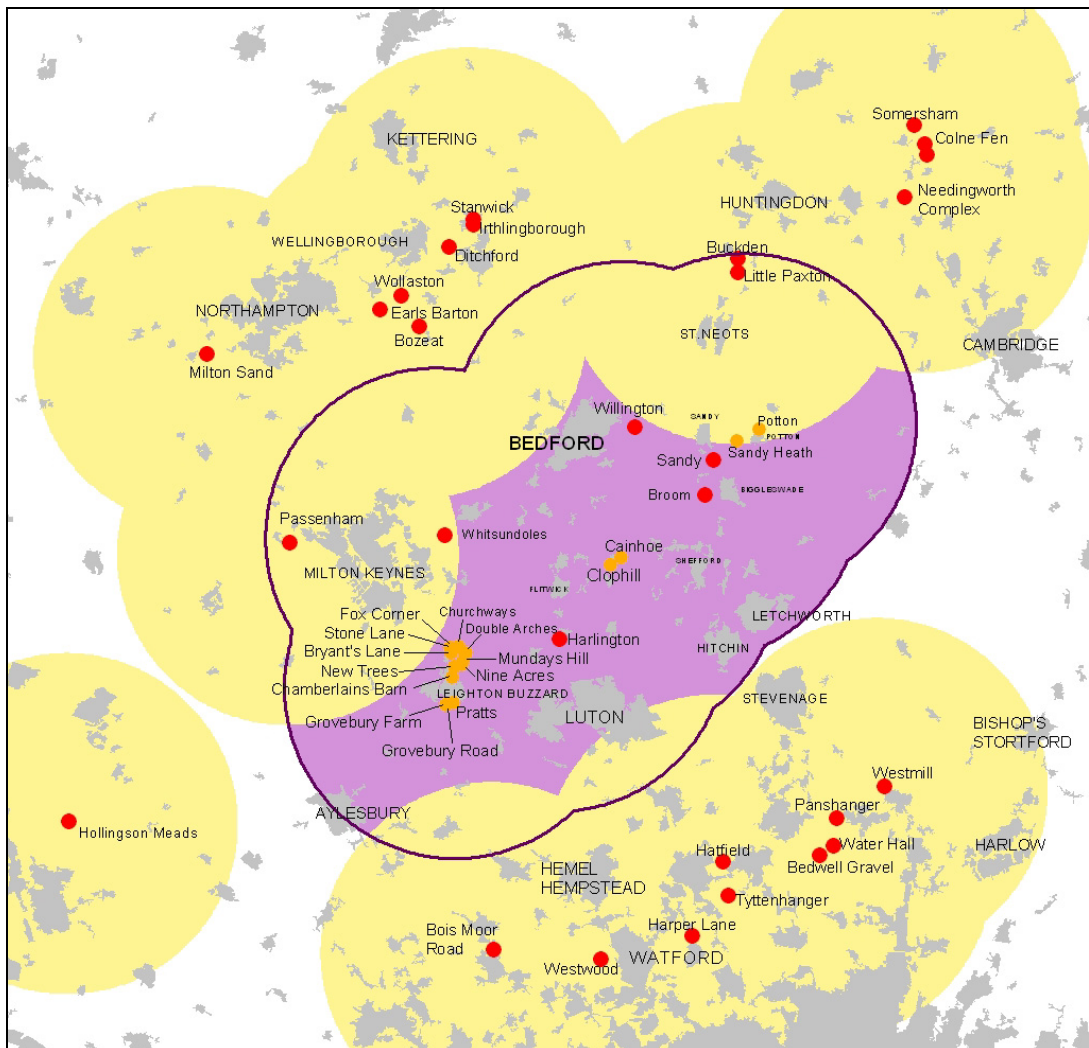 Somersham
Colne Fen
KETTERING
Needingworth
Complex
HUNTINGDON
Stanwick
Irthlingborough
WELLINGBOROUGH
Ditchford
Buckden
Little Paxton
Wollaston
NORTHAMPTON
Earls Barton
Bozeat
ST.NEOTS
CAMBRIDGE
Milton Sand
Willington
SANDY
Potton
POTTON
BEDFORD
Sandy Heath
Sandy
Broom
BIGGLESWADE
Passenham
Whitsundoles
Cainhoe
MILTON KEYNES
Clophill
SHEFFORD
FLITWICK
Fox Corner
Churchways
LETCHWORTH
Stone Lane
Double Arches
Harlington
Bryant's Lane
Mundays Hill
HITCHIN
New Trees
Nine Acres
Chamberlains Barn
LEIGHTON BUZZARD
STEVENAGE
Grovebury Farm
Pratts
LUTON
BISHOP'S
STORTFORD
Grovebury Road
Westmill
AYLESBURY
Panshanger
Hollingson Meads
Water Hall
HARLOW
Hatfield
Bedwell Gravel
HEMEL
HEMPSTEAD
Tyttenhanger
Bois Moor
Road
Harper Lane
Westwood
WATFORD